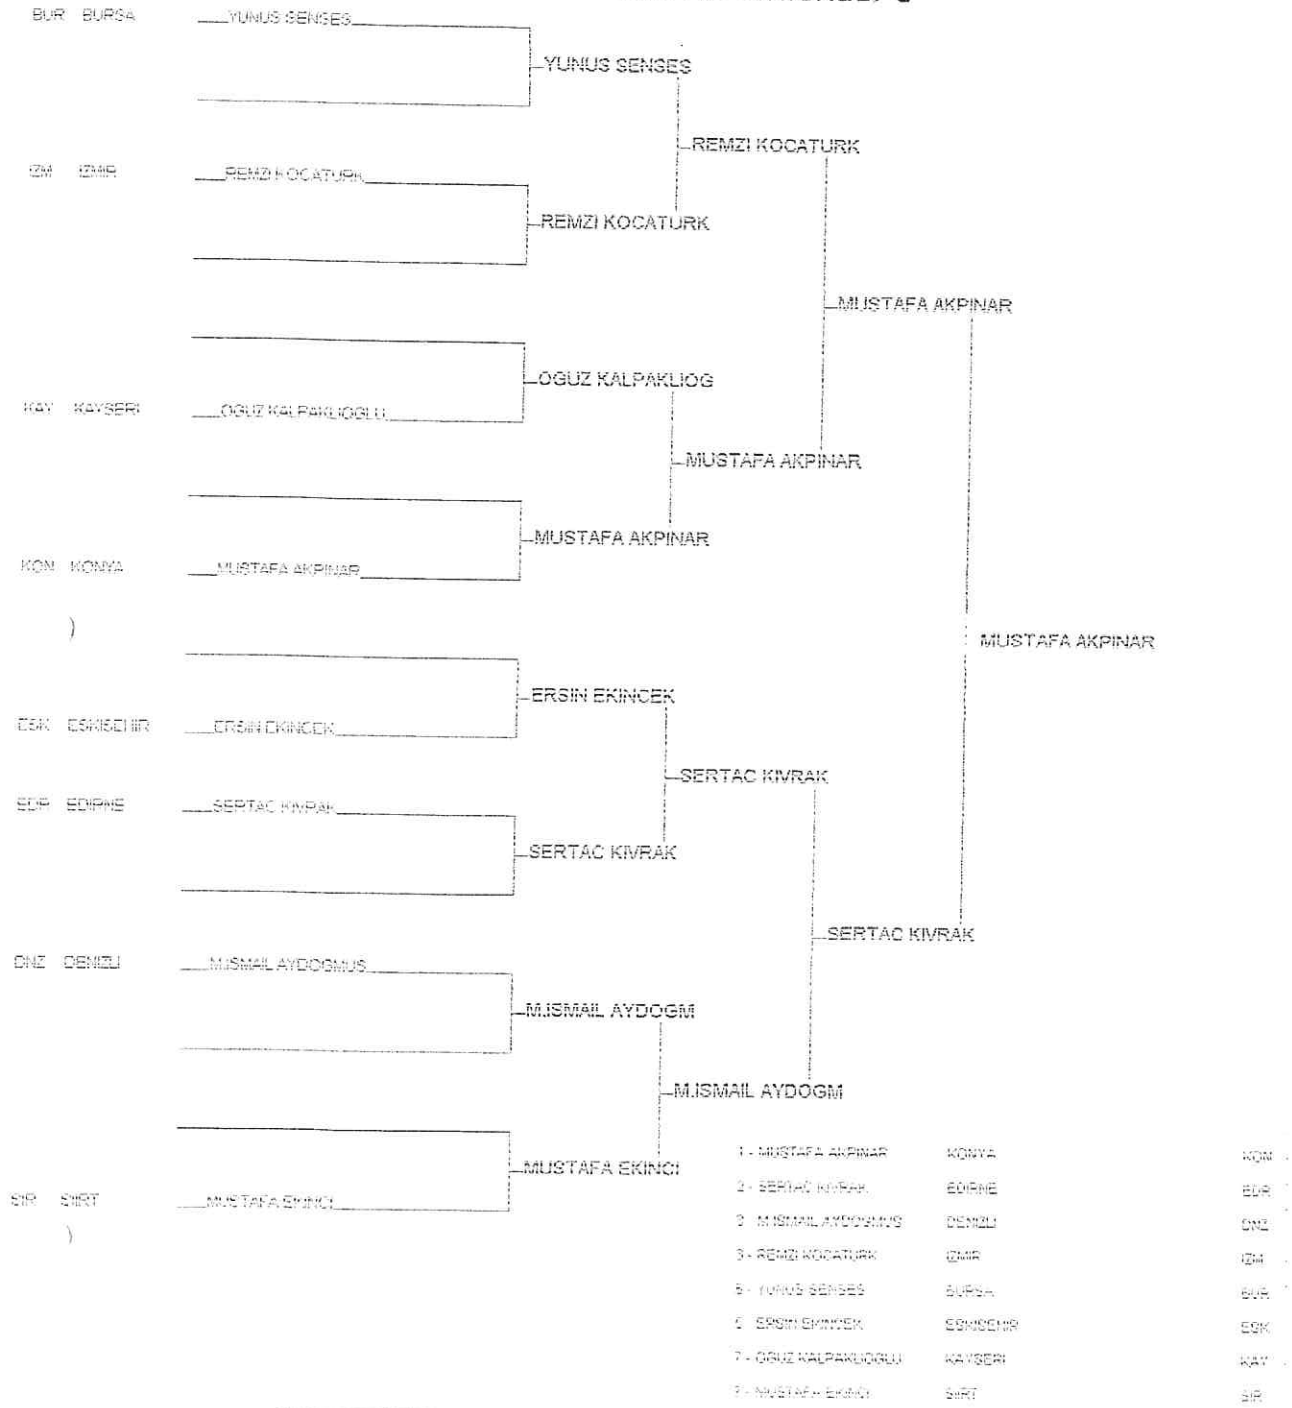 BUR BURSA YUNUS SENSES
YUNUS SENSES
REMZI KOCATURK
IZM IZMIR REMZI KOCATURK
REMZI KOCATURK
MUSTAFA AKPINAR
OGUZ KALPAKLIOG
KAY KAYSERI OGUZ KALPAKLIOGLU
MUSTAFA AKPINAR
MUSTAFA AKPINAR
KON KONYA MUSTAFA AKPINAR
)
MUSTAFA AKPINAR
ERSIN EKINCEK
ESK ESKISEHIR ERSIN EKINCEK
SERTAC KIVRAK
EDR EDIRNE SERTAC KIVRAK
SERTAC KIVRAK
SERTAC KIVRAK
DNZ DENIZLI M.ISMAIL AYDOGMUS
M.ISMAIL AYDOGM
M.ISMAIL AYDOGM
MUSTAFA EKINCI
SIR SIIRT MUSTAFA EKINCI
)
1 - MUSTAFA AKPINAR KONYA KON
2 - SERTAC KIVRAK EDIRNE EDR
M.ISMAIL AYDOGMUS DENIZLI DNZ
3 - REMZI KOCATURK IZMIR IZM
5 - YUNUS SENSES BURSA BUR
ERSIN EKINCEK ESKISEHIR ESK
7 - OGUZ KALPAKLIOGLU KAYSERI KAY
MUSTAFA EKINCI SIIRT SIR